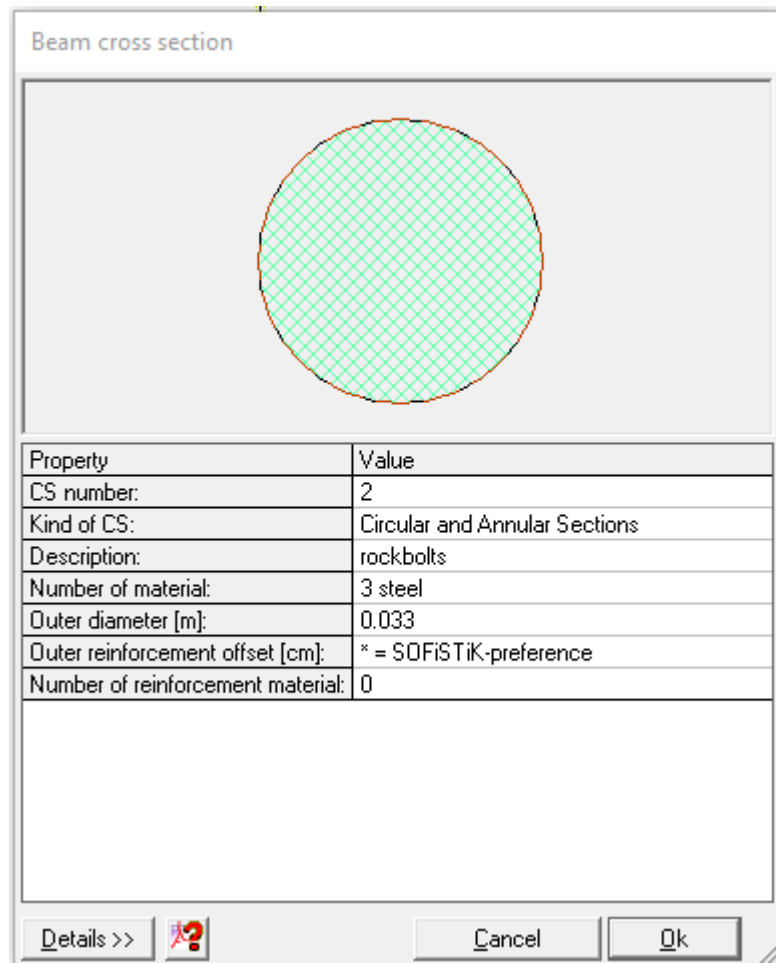 Beam cross section
Property Value
CS number: 2
Kind of CS: Circular and Annular Sections
Description: rockbolts
Number of material: 3 steel
Outer diameter [m]: 0.033
Outer reinforcement offset [cm]: * = SOFiSTiK-preference
Number of reinforcement material: 0
Details >> Cancel Ok